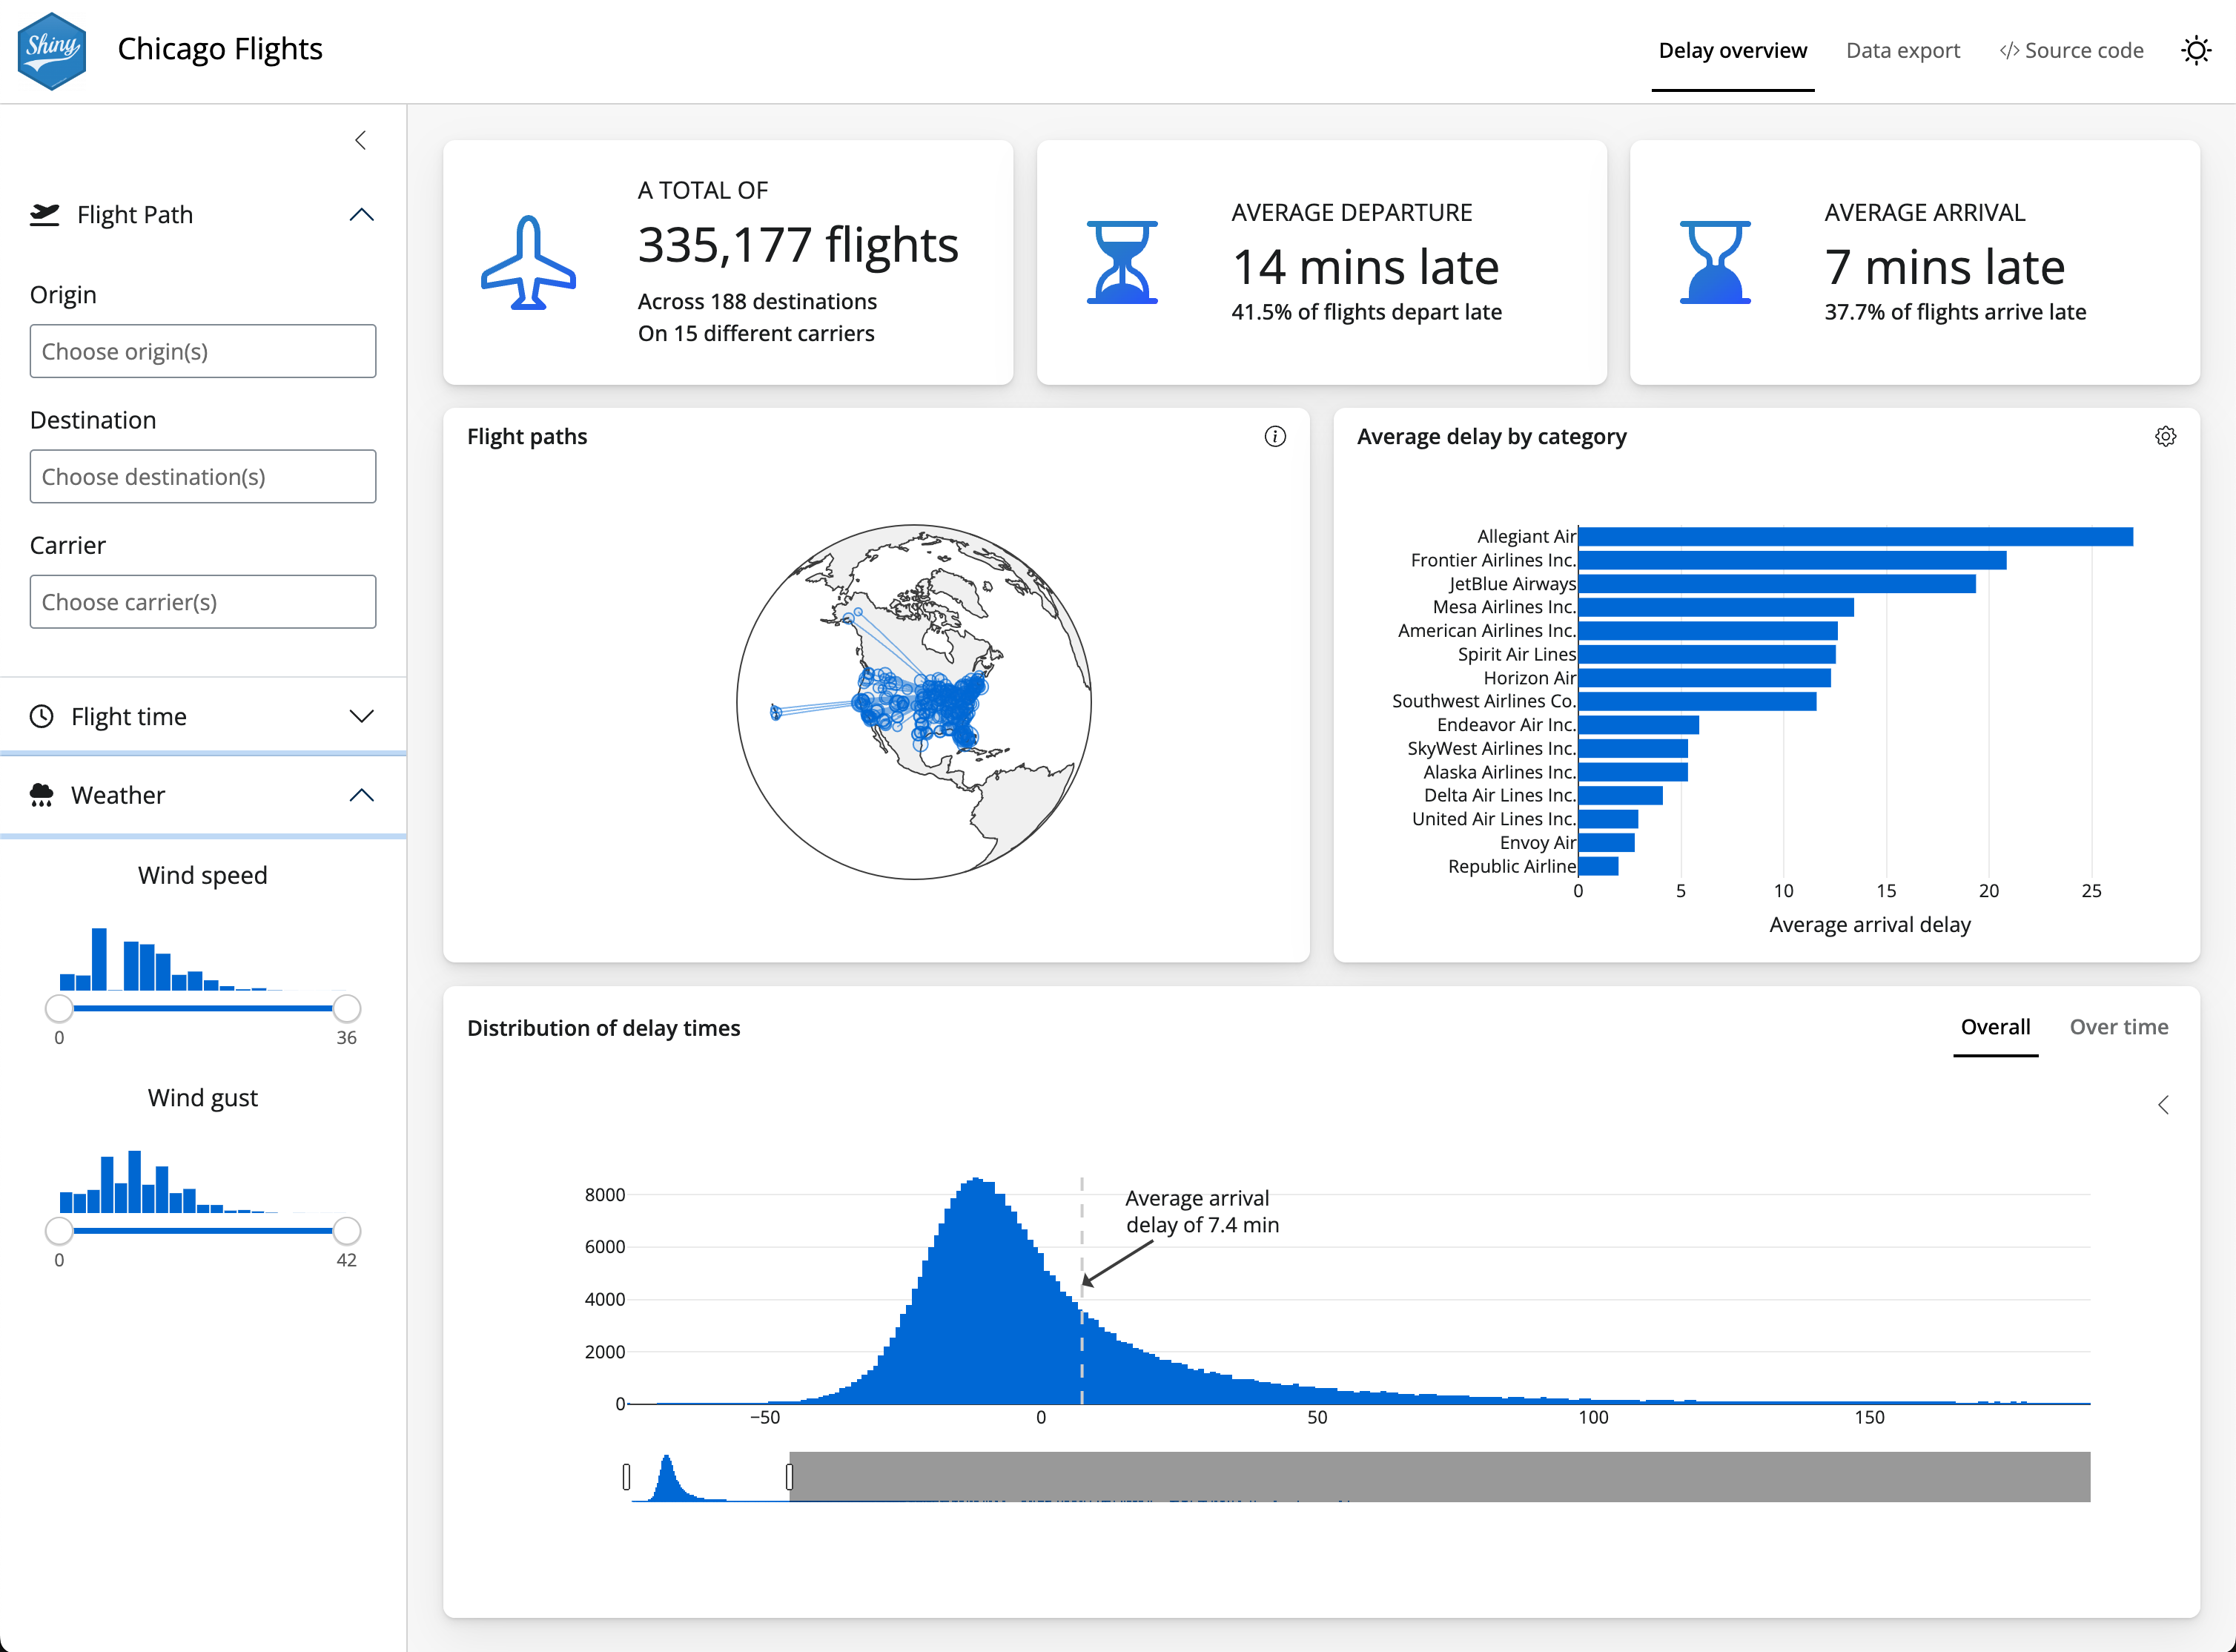 Shiny
Chicago Flights
Delay overview
Data export
</> Source code
Flight Path
Origin
Choose origin(s)
Destination
Choose destination(s)
Carrier
Choose carrier(s)
Flight time
Weather
Wind speed
0 36
Wind gust
0 42
A TOTAL OF
335,177 flights
Across 188 destinations
On 15 different carriers
AVERAGE DEPARTURE
14 mins late
41.5% of flights depart late
AVERAGE ARRIVAL
7 mins late
37.7% of flights arrive late
Flight paths
Average delay by category
Allegiant Air
Frontier Airlines Inc.
JetBlue Airways
Mesa Airlines Inc.
American Airlines Inc.
Spirit Air Lines
Horizon Air
Southwest Airlines Co.
Endeavor Air Inc.
SkyWest Airlines Inc.
Alaska Airlines Inc.
Delta Air Lines Inc.
United Air Lines Inc.
Envoy Air
Republic Airline
0 5 10 15 20 25
Average arrival delay
Distribution of delay times
Overall
Over time
8000
6000
4000
2000
0
Average arrival
delay of 7.4 min
−50 0 50 100 150